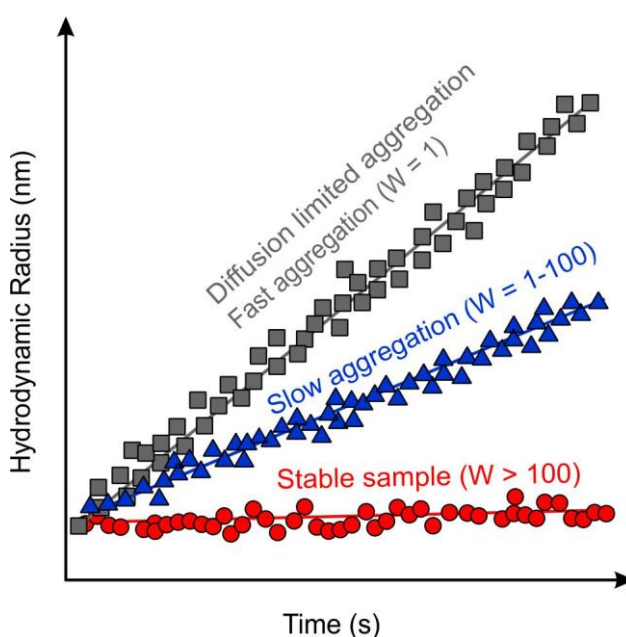 Diffusion limited aggregation
Fast aggregation (W = 1)
Slow aggregation (W = 1-100)
Stable sample (W > 100)
Hydrodynamic Radius (nm)
Time (s)